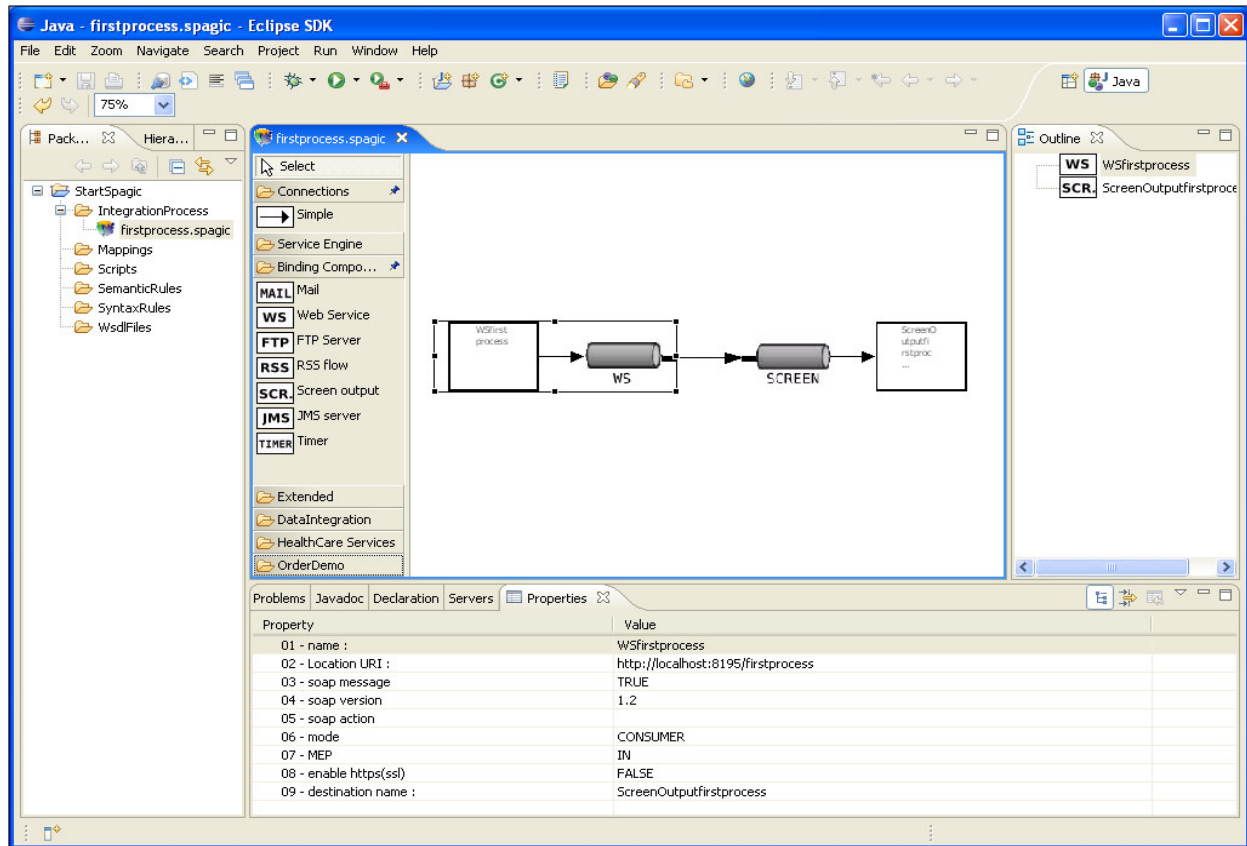 Java - firstprocess.spagic - Eclipse SDK
File Edit Zoom Navigate Search Project Run Window Help
Java
75%
Pack...
Hiera...
StartSpagic
IntegrationProcess
firstprocess.spagic
Mappings
Scripts
SemanticRules
SyntaxRules
WsdlFiles
firstprocess.spagic
Select
Connections
Simple
Service Engine
Binding Compo...
MAIL Mail
WS Web Service
FTP FTP Server
RSS RSS flow
SCR. Screen output
JMS JMS server
TIMER Timer
Extended
DataIntegration
HealthCare Services
OrderDemo
WSfirst
process
WS
SCREEN
ScreenO
utputfi
rstproc
...
Outline
WS WSfirstprocess
SCR. ScreenOutputfirstproce
Problems Javadoc Declaration Servers Properties
Property Value
01 - name : WSfirstprocess
02 - Location URI : http://localhost:8195/firstprocess
03 - soap message TRUE
04 - soap version 1.2
05 - soap action
06 - mode CONSUMER
07 - MEP IN
08 - enable https(ssl) FALSE
09 - destination name : ScreenOutputfirstprocess